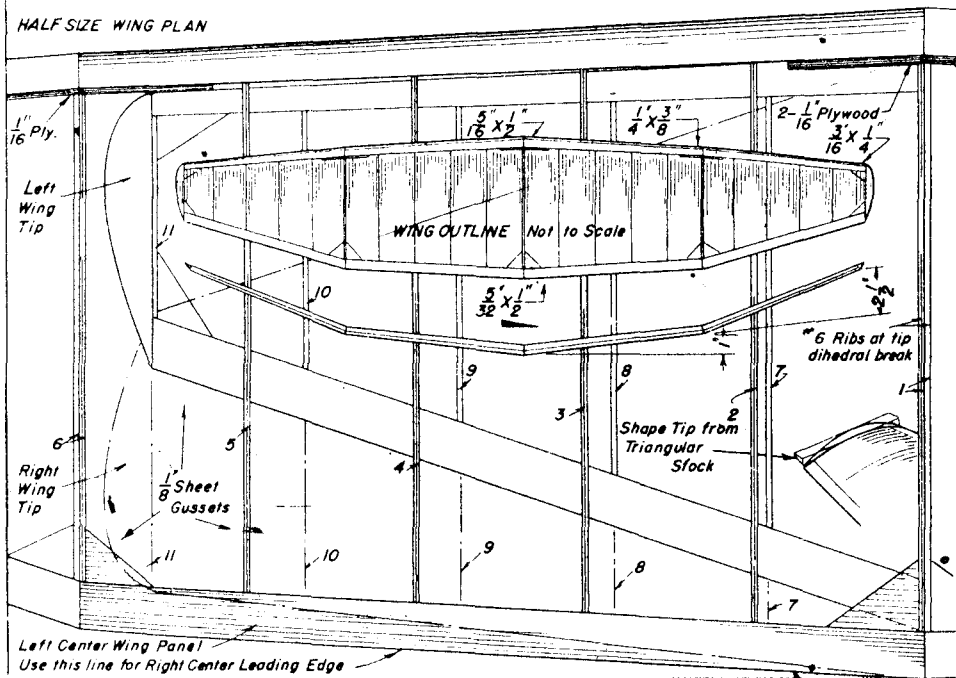 HALF SIZE WING PLAN
1/16" Ply.
5/16" X 1/2"
1/4" X 3/8"
2-1/16" Plywood
3/16" X 1/4"
Left
Wing
Tip
11
WING OUTLINE Not to Scale
10
5/32" X 1/2"
2 1/2"
1"
"6 Ribs at tip
dihedral break
9
8
7
3
2
1
6
5
4
Shape Tip from
Triangular
Stock
Right
Wing
Tip
1/8" Sheet
Gussets
11
10
9
8
7
Left Center Wing Panel
Use this line for Right Center Leading Edge